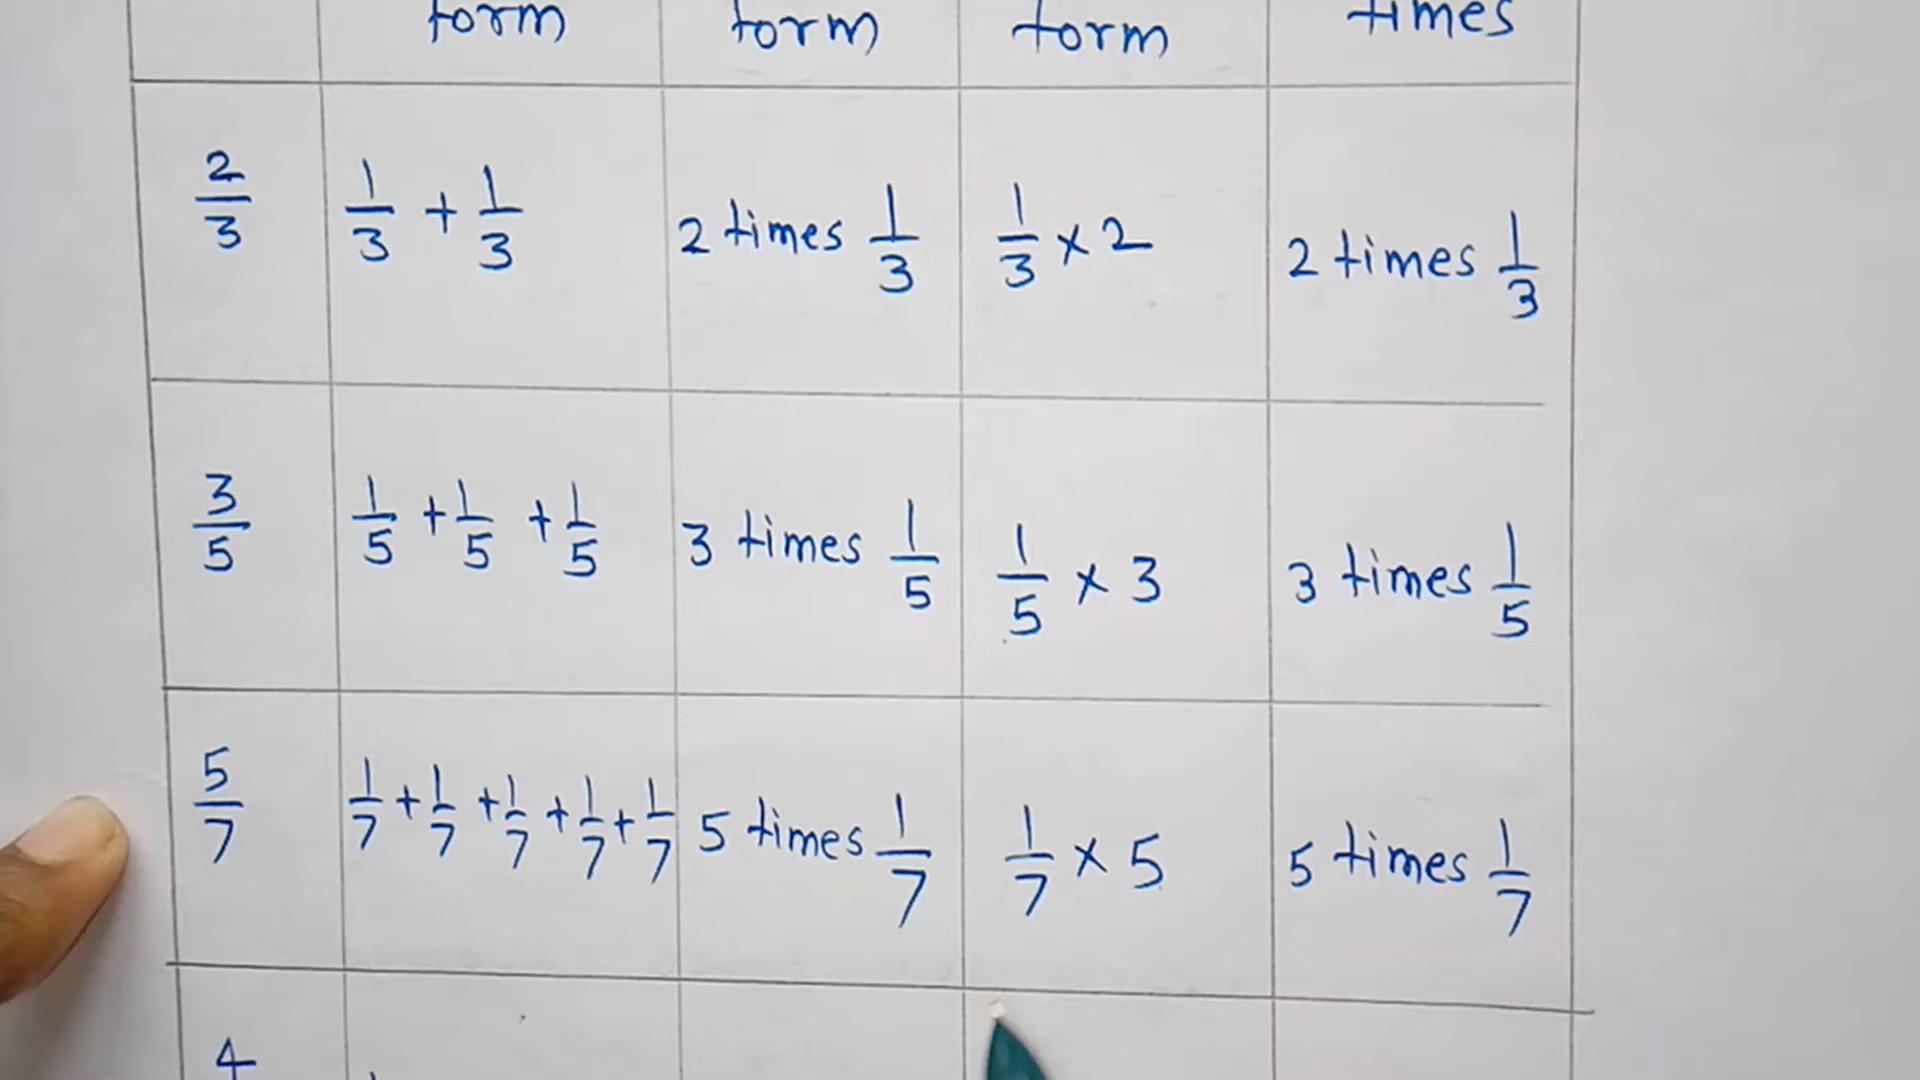 form form form times
2/3 1/3 + 1/3 2 times 1/3 1/3 × 2 2 times 1/3
3/5 1/5 + 1/5 + 1/5 3 times 1/5 1/5 × 3 3 times 1/5
5/7 1/7 + 1/7 + 1/7 + 1/7 + 1/7 5 times 1/7 1/7 × 5 5 times 1/7
4